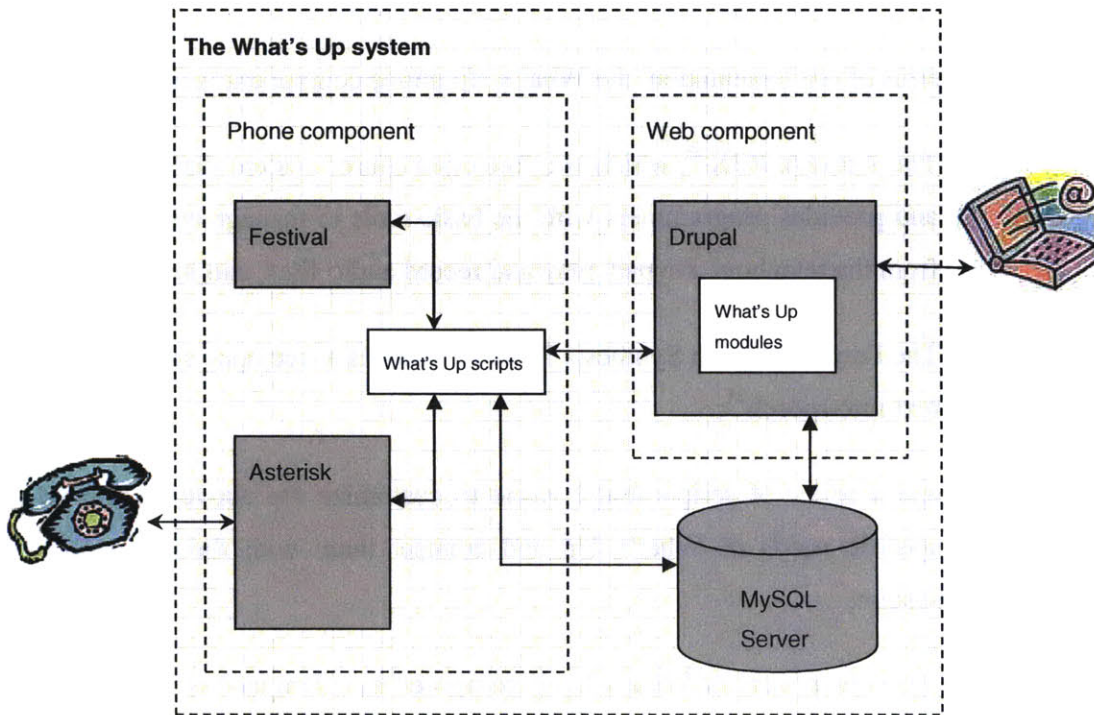 The What's Up system
Phone component
Web component
Festival
Drupal
What's Up
modules
What's Up scripts
Asterisk
MySQL
Server
@